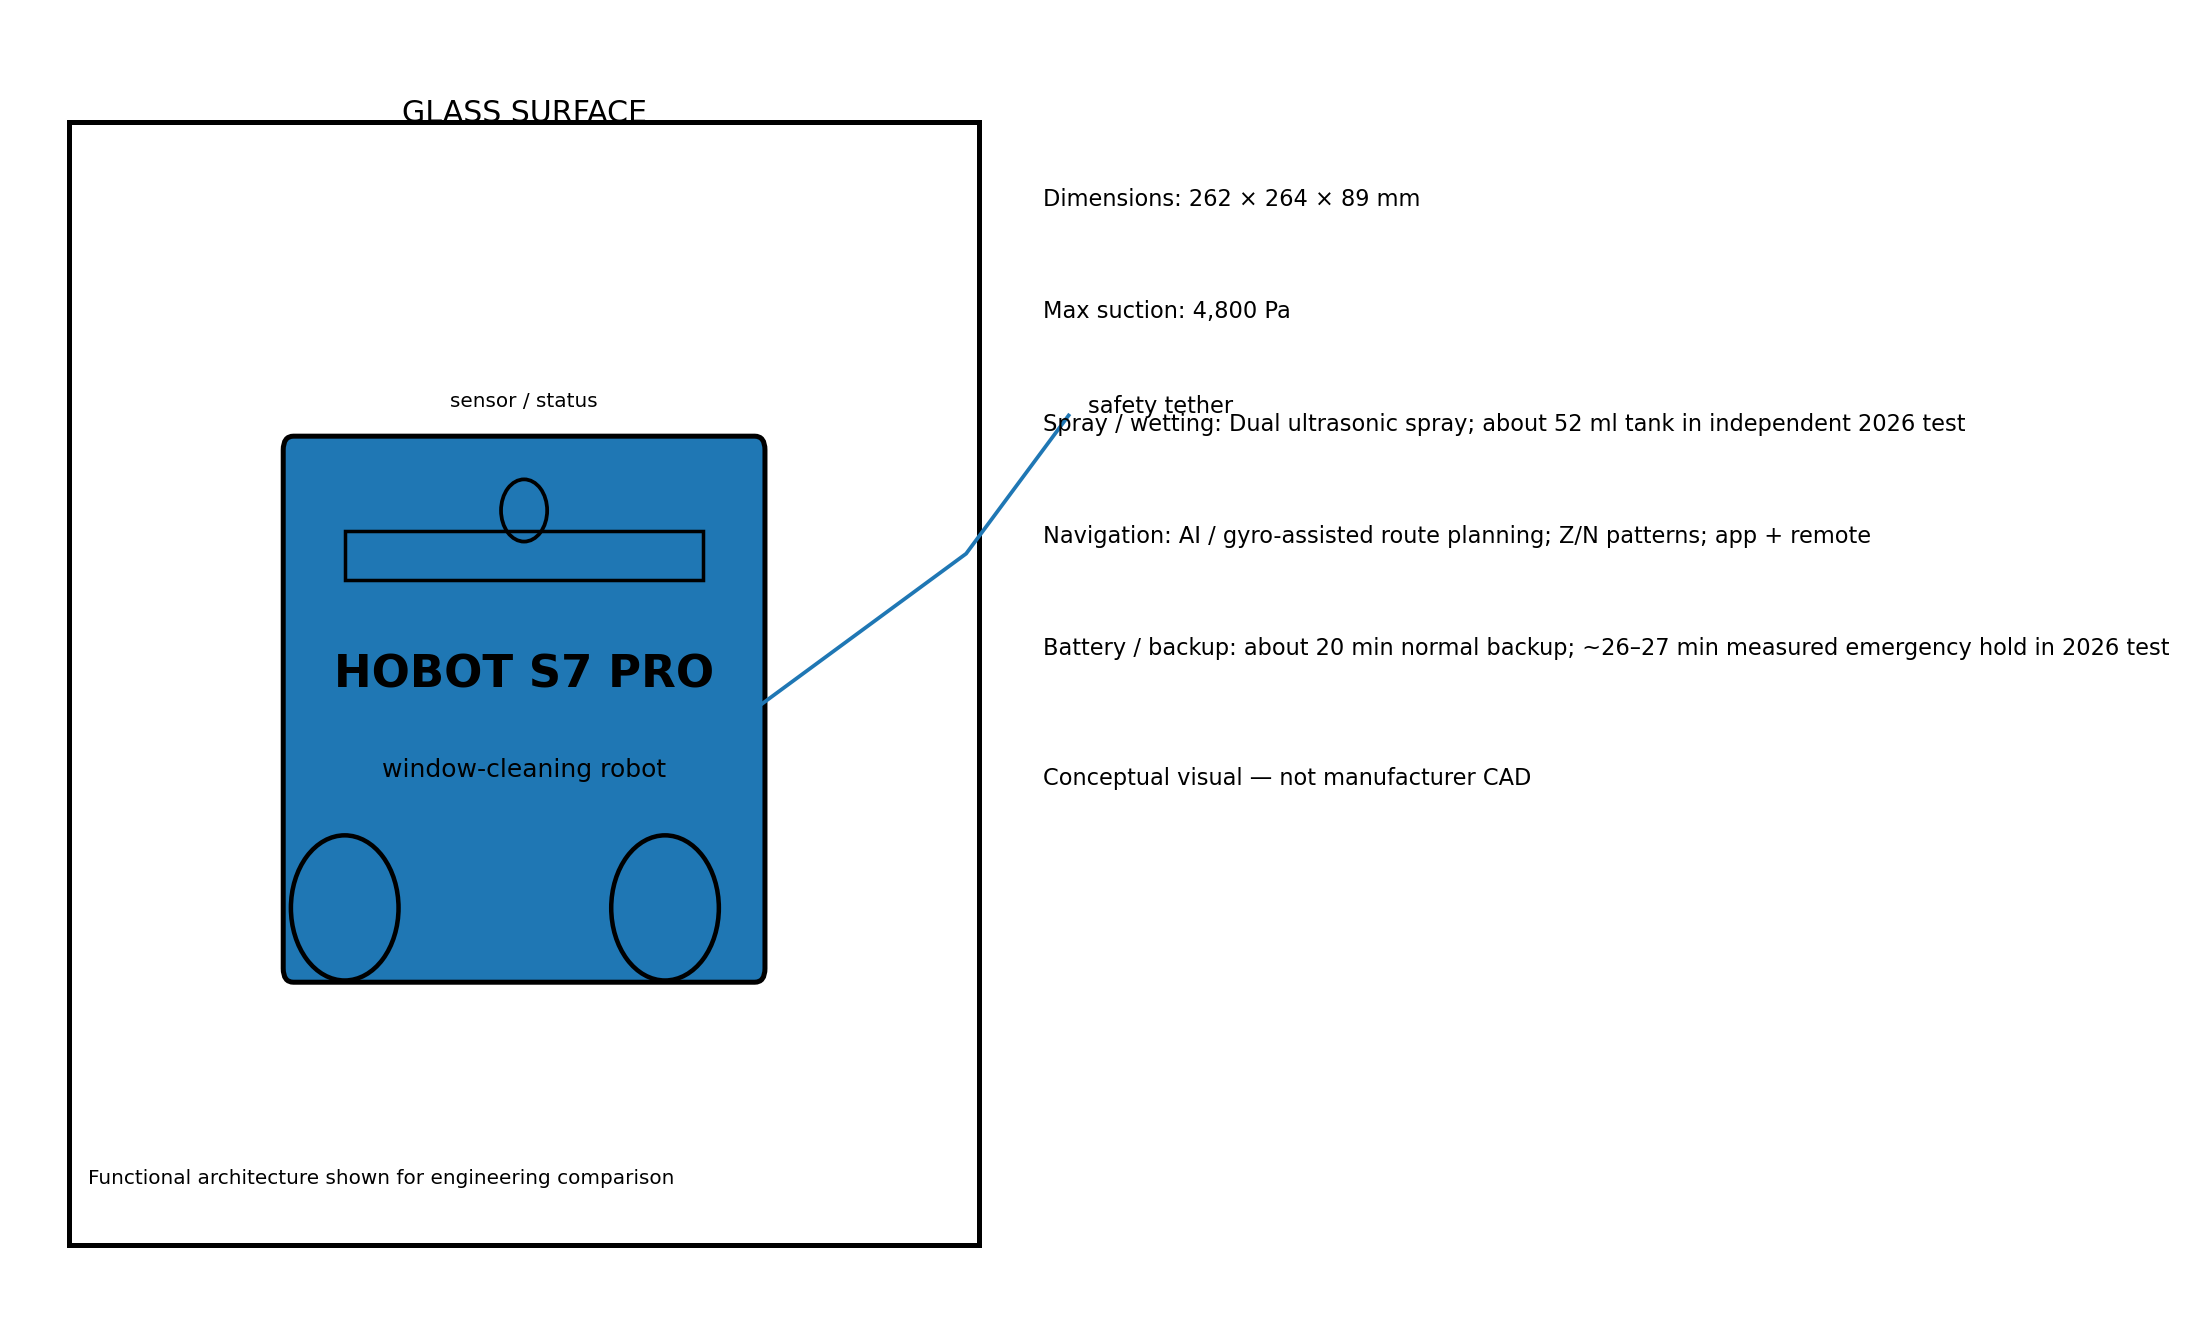 GLASS SURFACE
Dimensions: 262 × 264 × 89 mm
Max suction: 4,800 Pa
sensor / status
safety tether
Spray / wetting: Dual ultrasonic spray; about 52 ml tank in independent 2026 test
Navigation: AI / gyro-assisted route planning; Z/N patterns; app + remote
Battery / backup: about 20 min normal backup; ~26–27 min measured emergency hold in 2026 test
HOBOT S7 PRO
window-cleaning robot
Conceptual visual — not manufacturer CAD
Functional architecture shown for engineering comparison